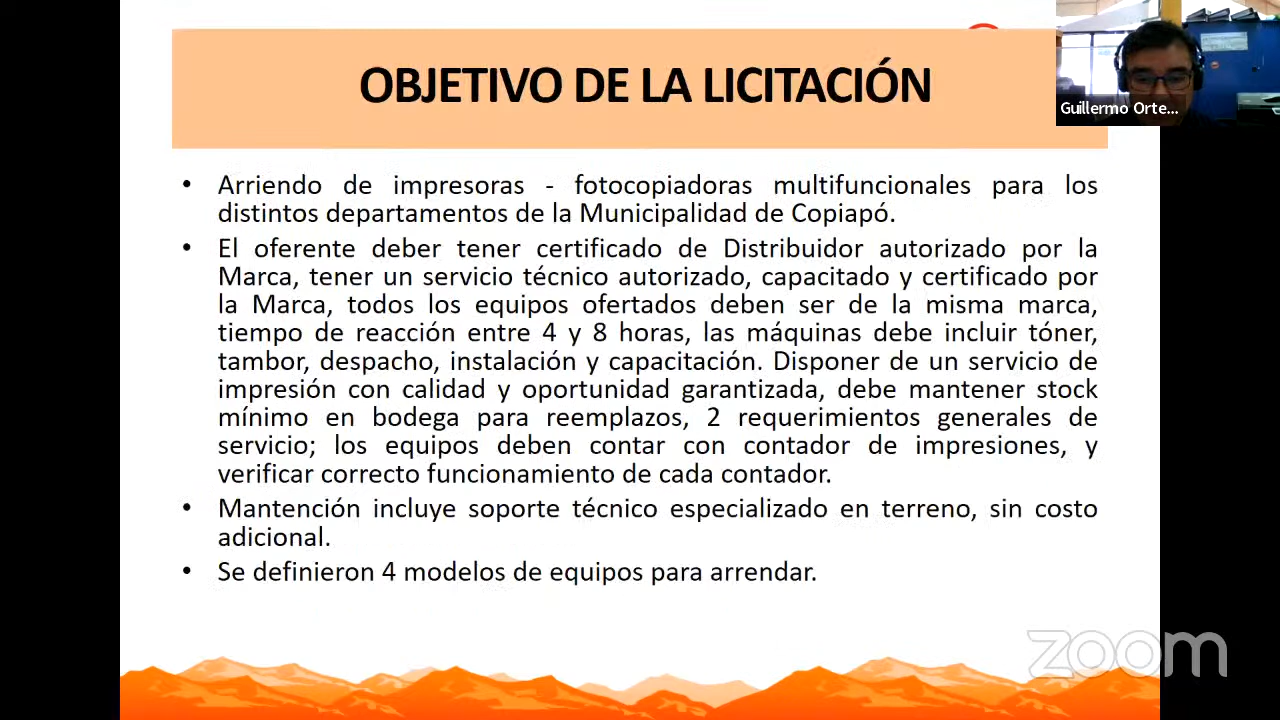 OBJETIVO DE LA LICITACIÓN
Guillermo Orte...
• Arriendo de impresoras - fotocopiadoras multifuncionales para los
distintos departamentos de la Municipalidad de Copiapó.
• El oferente deber tener certificado de Distribuidor autorizado por la
Marca, tener un servicio técnico autorizado, capacitado y certificado por
la Marca, todos los equipos ofertados deben ser de la misma marca,
tiempo de reacción entre 4 y 8 horas, las máquinas debe incluir tóner,
tambor, despacho, instalación y capacitación. Disponer de un servicio de
impresión con calidad y oportunidad garantizada, debe mantener stock
mínimo en bodega para reemplazos, 2 requerimientos generales de
servicio; los equipos deben contar con contador de impresiones, y
verificar correcto funcionamiento de cada contador.
• Mantención incluye soporte técnico especializado en terreno, sin costo
adicional.
• Se definieron 4 modelos de equipos para arrendar.
zoom